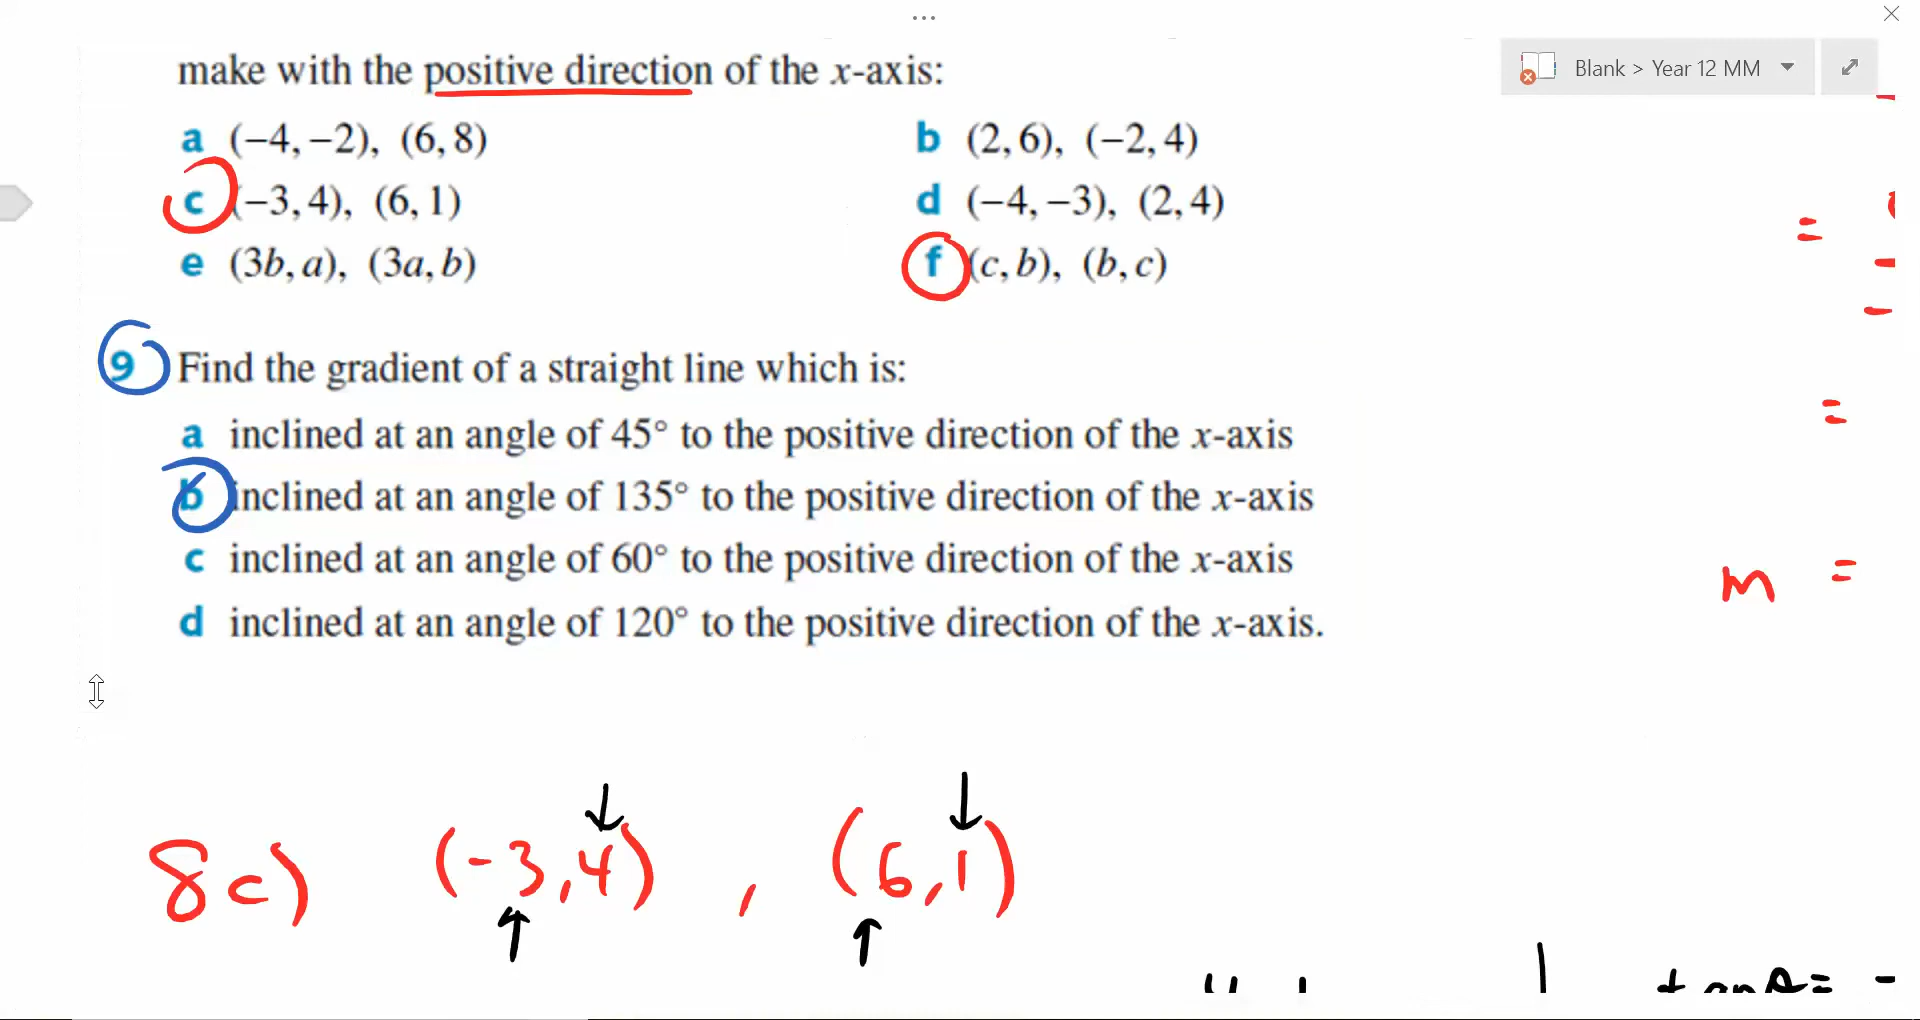 ...
Blank > Year 12 MM
make with the positive direction of the x-axis:
a (−4, −2), (6, 8)
b (2, 6), (−2, 4)
c (−3, 4), (6, 1)
d (−4, −3), (2, 4)
e (3b, a), (3a, b)
f (c, b), (b, c)
=
9 Find the gradient of a straight line which is:
=
a inclined at an angle of 45° to the positive direction of the x-axis
b inclined at an angle of 135° to the positive direction of the x-axis
c inclined at an angle of 60° to the positive direction of the x-axis
m =
d inclined at an angle of 120° to the positive direction of the x-axis.
8c) (-3,4) , (6,1)
tanθ= -